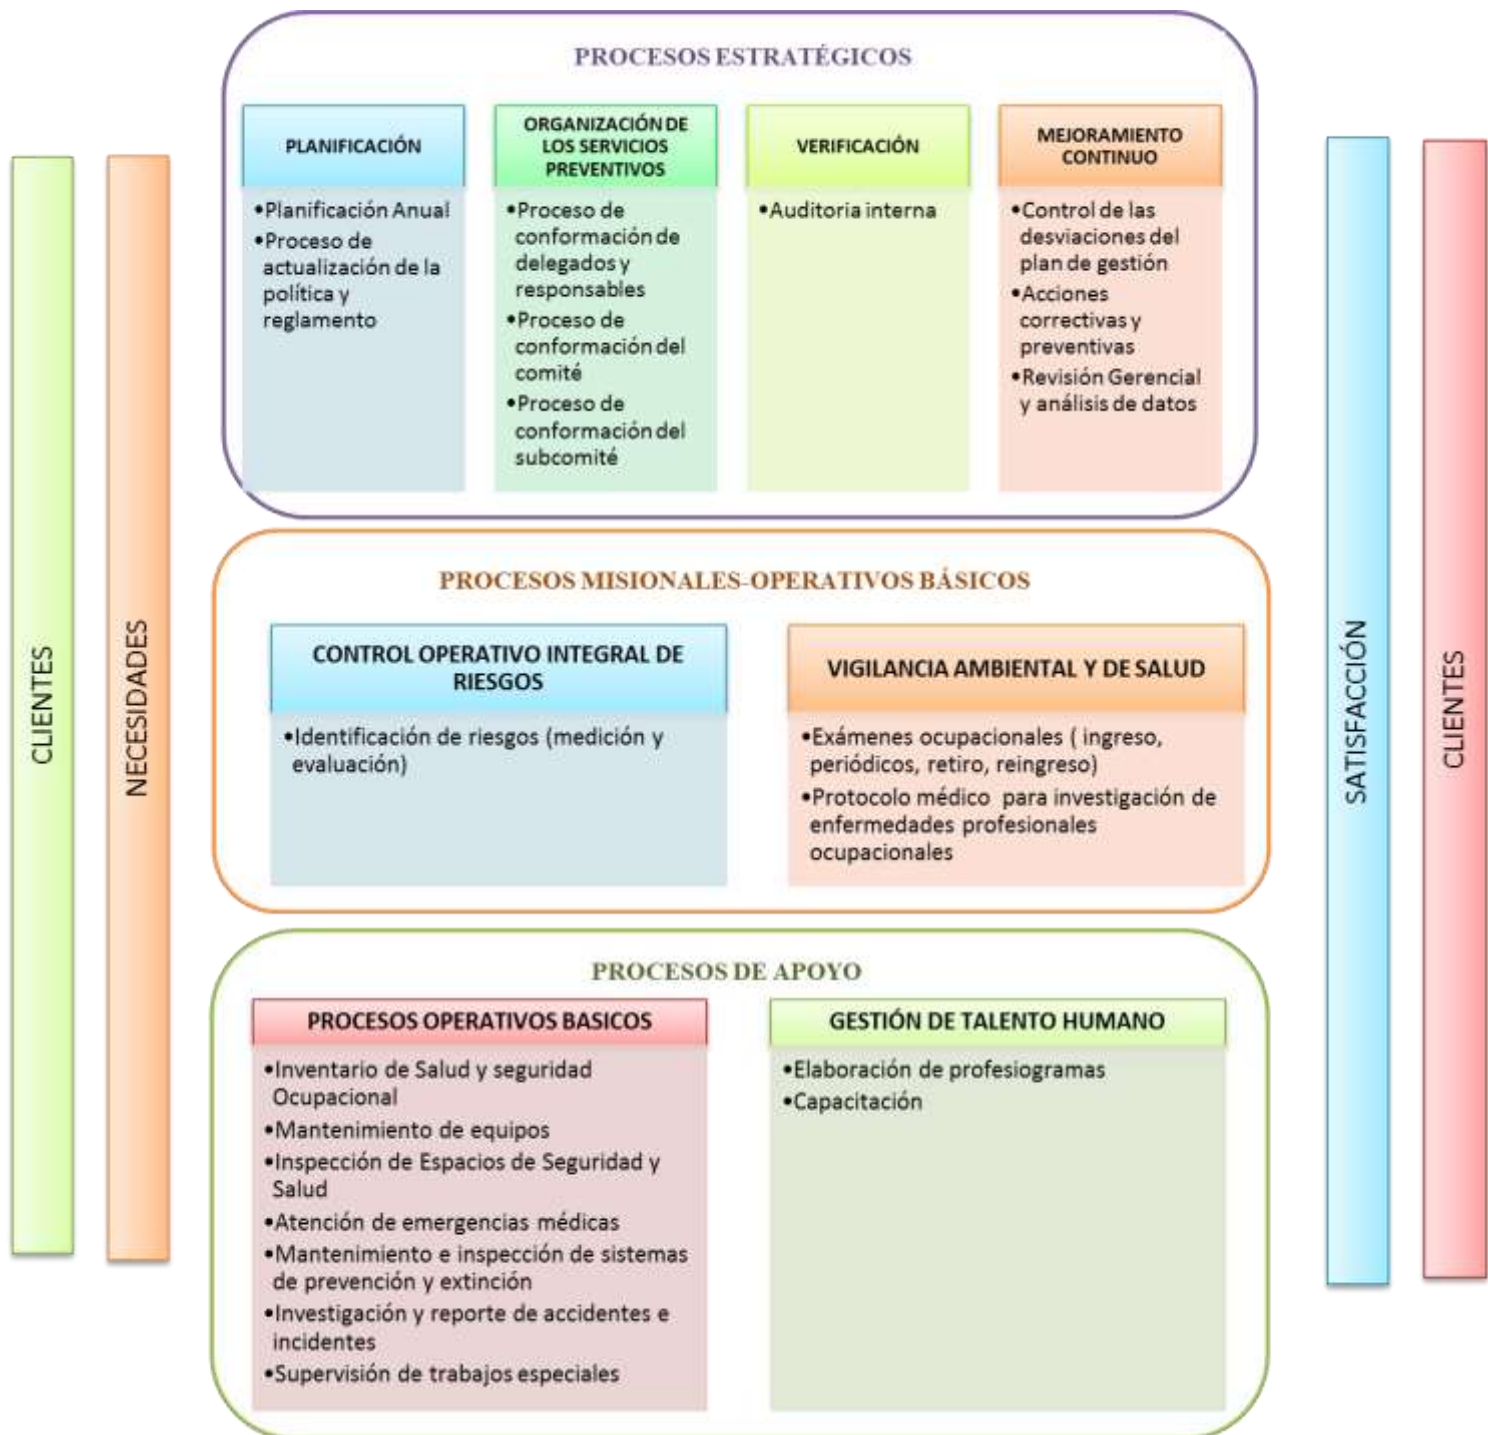 PROCESOS ESTRATÉGICOS
PLANIFICACIÓN
•Planificación Anual
•Proceso de
actualización de la
política y
reglamento
ORGANIZACIÓN DE
LOS SERVICIOS
PREVENTIVOS
•Proceso de
conformación de
delegados y
responsables
•Proceso de
conformación del
comité
•Proceso de
conformación del
subcomité
VERIFICACIÓN
•Auditoria interna
MEJORAMIENTO
CONTINUO
•Control de las
desviaciones del
plan de gestión
•Acciones
correctivas y
preventivas
•Revisión Gerencial
y análisis de datos
CLIENTES
NECESIDADES
PROCESOS MISIONALES-OPERATIVOS BÁSICOS
CONTROL OPERATIVO INTEGRAL DE
RIESGOS
•Identificación de riesgos (medición y
evaluación)
VIGILANCIA AMBIENTAL Y DE SALUD
•Exámenes ocupacionales ( ingreso,
periódicos, retiro, reingreso)
•Protocolo médico para investigación de
enfermedades profesionales
ocupacionales
SATISFACCIÓN
CLIENTES
PROCESOS DE APOYO
PROCESOS OPERATIVOS BASICOS
•Inventario de Salud y seguridad
Ocupacional
•Mantenimiento de equipos
•Inspección de Espacios de Seguridad y
Salud
•Atención de emergencias médicas
•Mantenimiento e inspección de sistemas
de prevención y extinción
•Investigación y reporte de accidentes e
incidentes
•Supervisión de trabajos especiales
GESTIÓN DE TALENTO HUMANO
•Elaboración de profesiogramas
•Capacitación